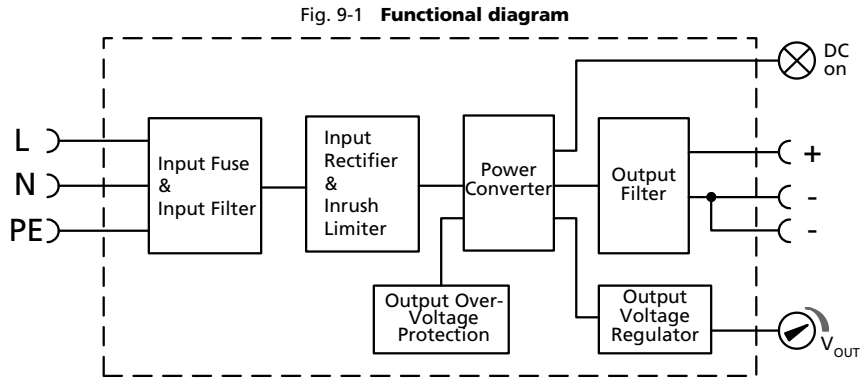 Fig. 9-1 Functional diagram
DC
on
L
N
PE
Input Fuse
&
Input Filter
Input
Rectifier
&
Inrush
Limiter
Power
Converter
Output
Filter
+
-
-
Output Over-
Voltage
Protection
Output
Voltage
Regulator
VOUT